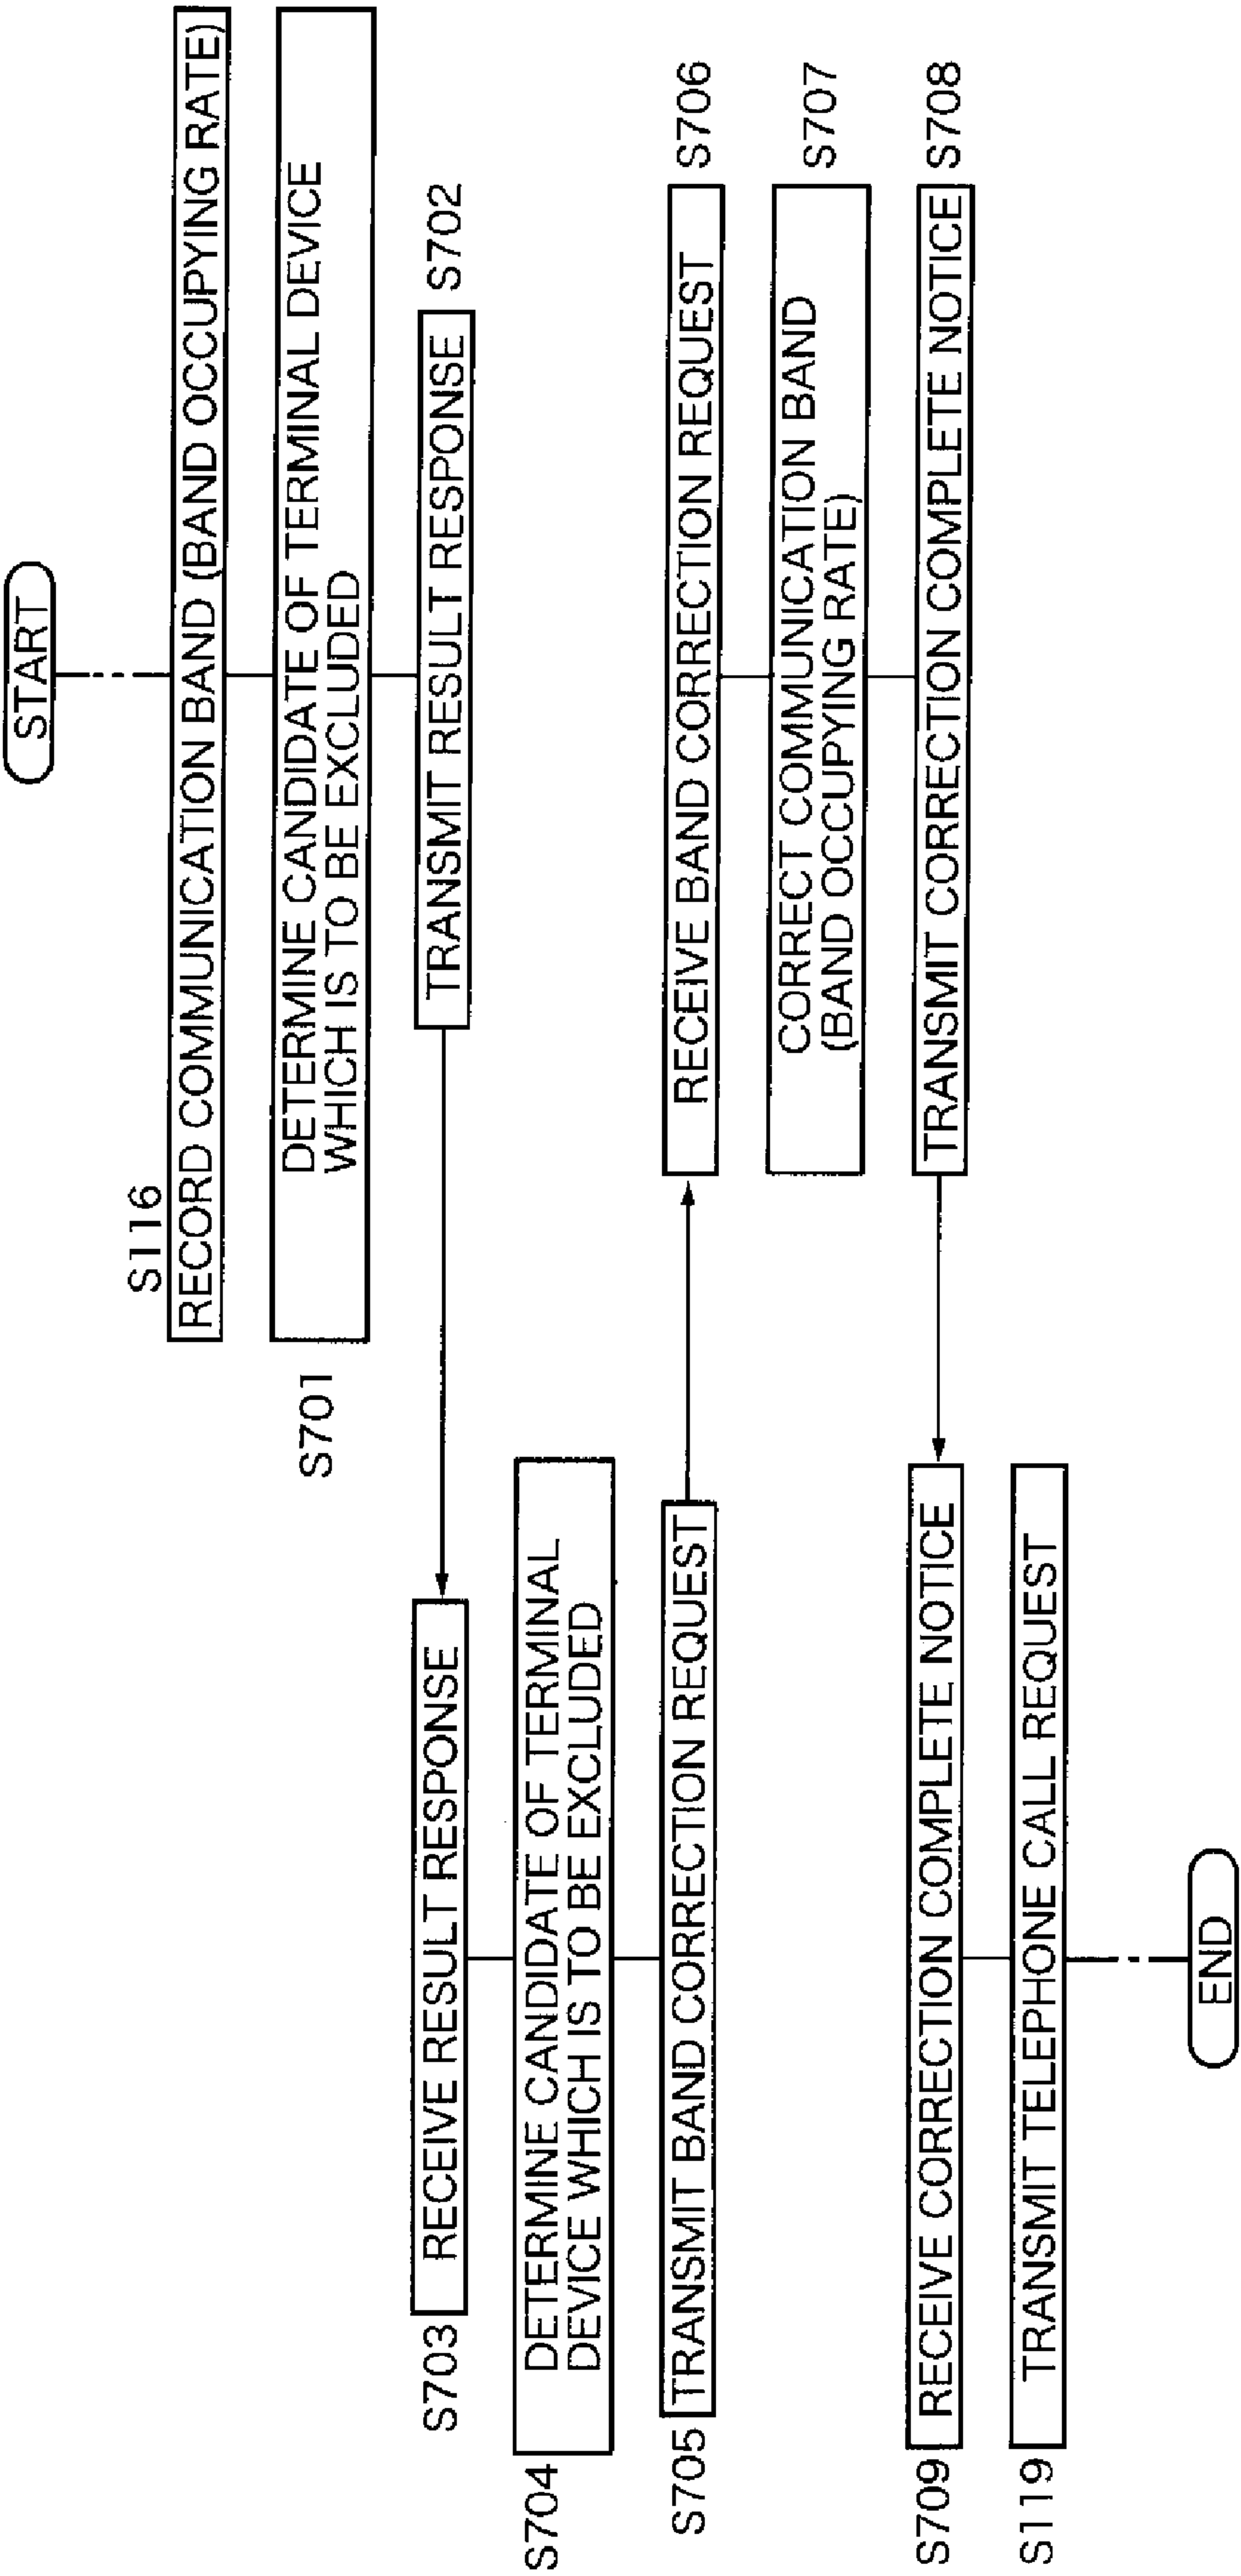 START
S116
RECORD COMMUNICATION BAND (BAND OCCUPYING RATE)
S701
DETERMINE CANDIDATE OF TERMINAL DEVICE
WHICH IS TO BE EXCLUDED
TRANSMIT RESULT RESPONSE
S702
S703
RECEIVE RESULT RESPONSE
S704
DETERMINE CANDIDATE OF TERMINAL
DEVICE WHICH IS TO BE EXCLUDED
S705
TRANSMIT BAND CORRECTION REQUEST
RECEIVE BAND CORRECTION REQUEST
S706
CORRECT COMMUNICATION BAND
(BAND OCCUPYING RATE)
S707
TRANSMIT CORRECTION COMPLETE NOTICE
S708
S709
RECEIVE CORRECTION COMPLETE NOTICE
S119
TRANSMIT TELEPHONE CALL REQUEST
END